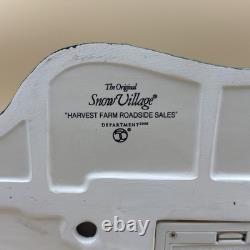 The Original
Snow Village®
"HARVEST FARM ROADSIDE SALES"
DEPARTMENT 56®